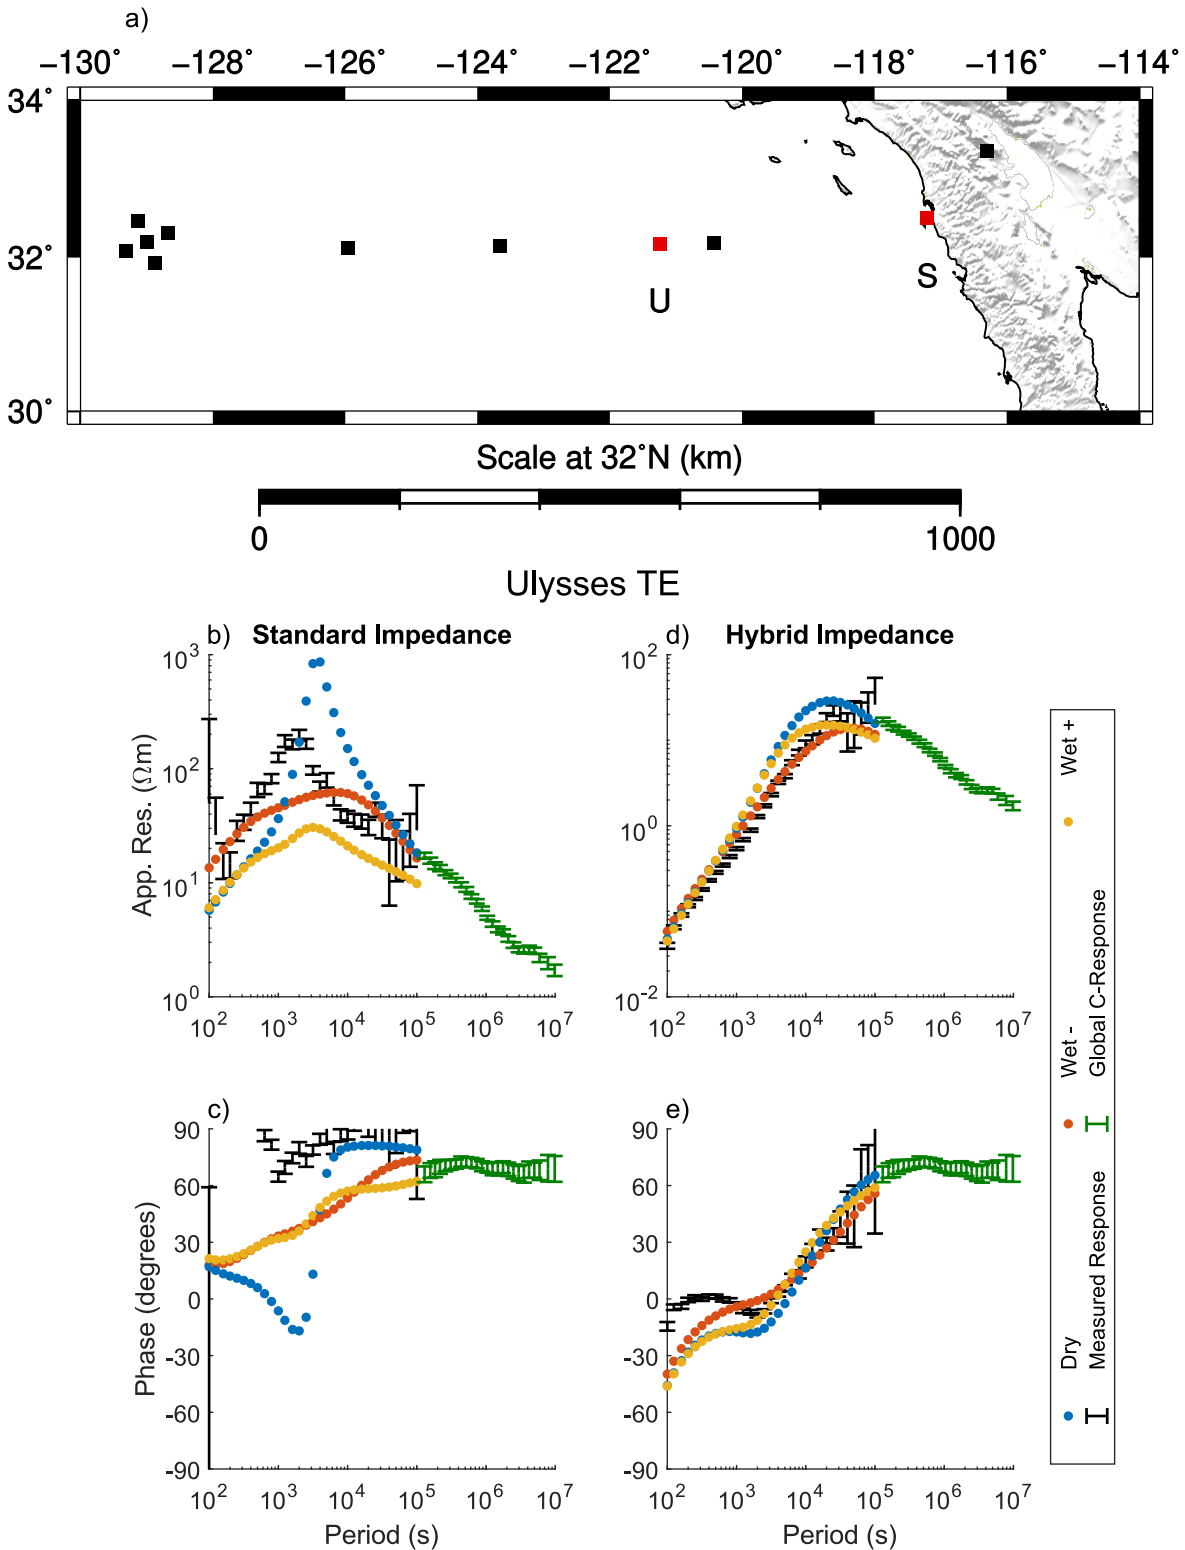 a)
−130° −128° −126° −124° −122° −120° −118° −116° −114°
34°
32°
30°
U
S
Scale at 32°N (km)
0 1000
Ulysses TE
b) Standard Impedance
d) Hybrid Impedance
App. Res. (Ωm)
10³
10²
10¹
10⁰
10² 10³ 10⁴ 10⁵ 10⁶ 10⁷
10²
10⁰
10⁻²
10² 10³ 10⁴ 10⁵ 10⁶ 10⁷
c)
Phase (degrees)
90
60
30
0
-30
-60
-90
10² 10³ 10⁴ 10⁵ 10⁶ 10⁷
Period (s)
e)
90
60
30
0
-30
-60
-90
10² 10³ 10⁴ 10⁵ 10⁶ 10⁷
Period (s)
Dry Wet - Wet +
Measured Response Global C-Response